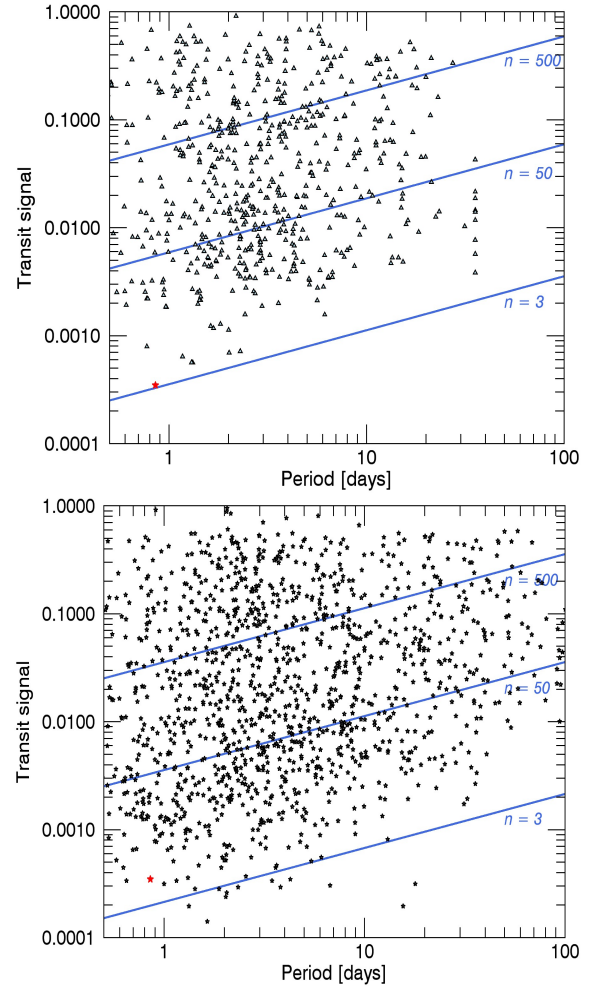 1.0000
n = 500
0.1000
n = 50
0.0100
n = 3
0.0010
0.0001
Transit signal
1
10
100
Period [days]
1.0000
n = 500
0.1000
n = 50
0.0100
n = 3
0.0010
0.0001
Transit signal
1
10
100
Period [days]